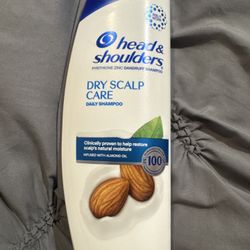 head &
shoulders
PYRITHIONE ZINC DANDRUFF SHAMPOO
DRY SCALP
CARE
DAILY SHAMPOO
Clinically proven to help restore
scalp's natural moisture
INFUSED WITH ALMOND OIL
100